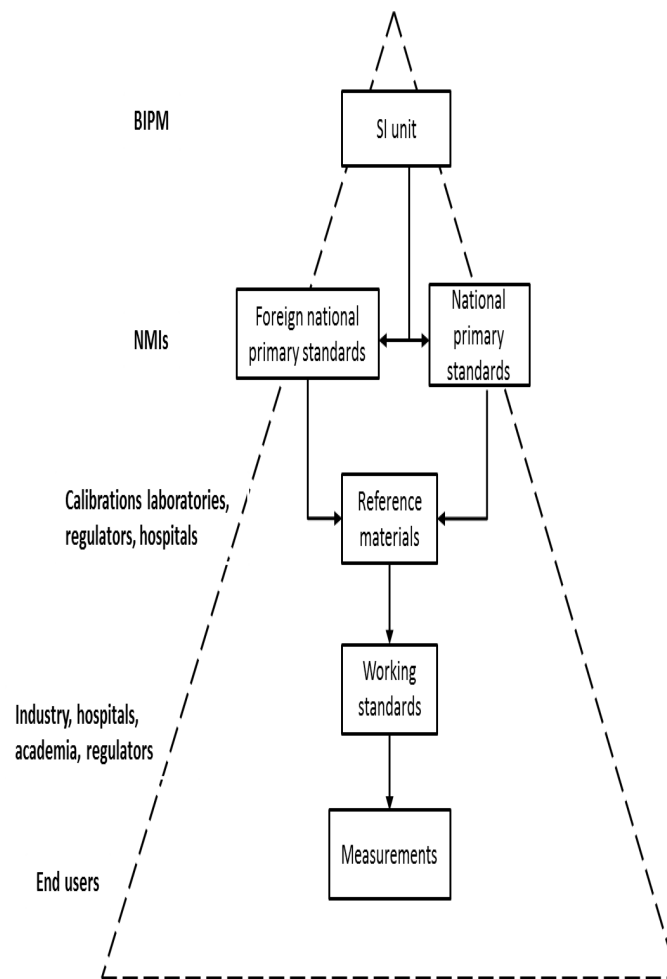 BIPM
SI unit
NMIs
Foreign national
primary standards
National
primary
standards
Calibrations laboratories,
regulators, hospitals
Reference
materials
Working
standards
Industry, hospitals,
academia, regulators
Measurements
End users